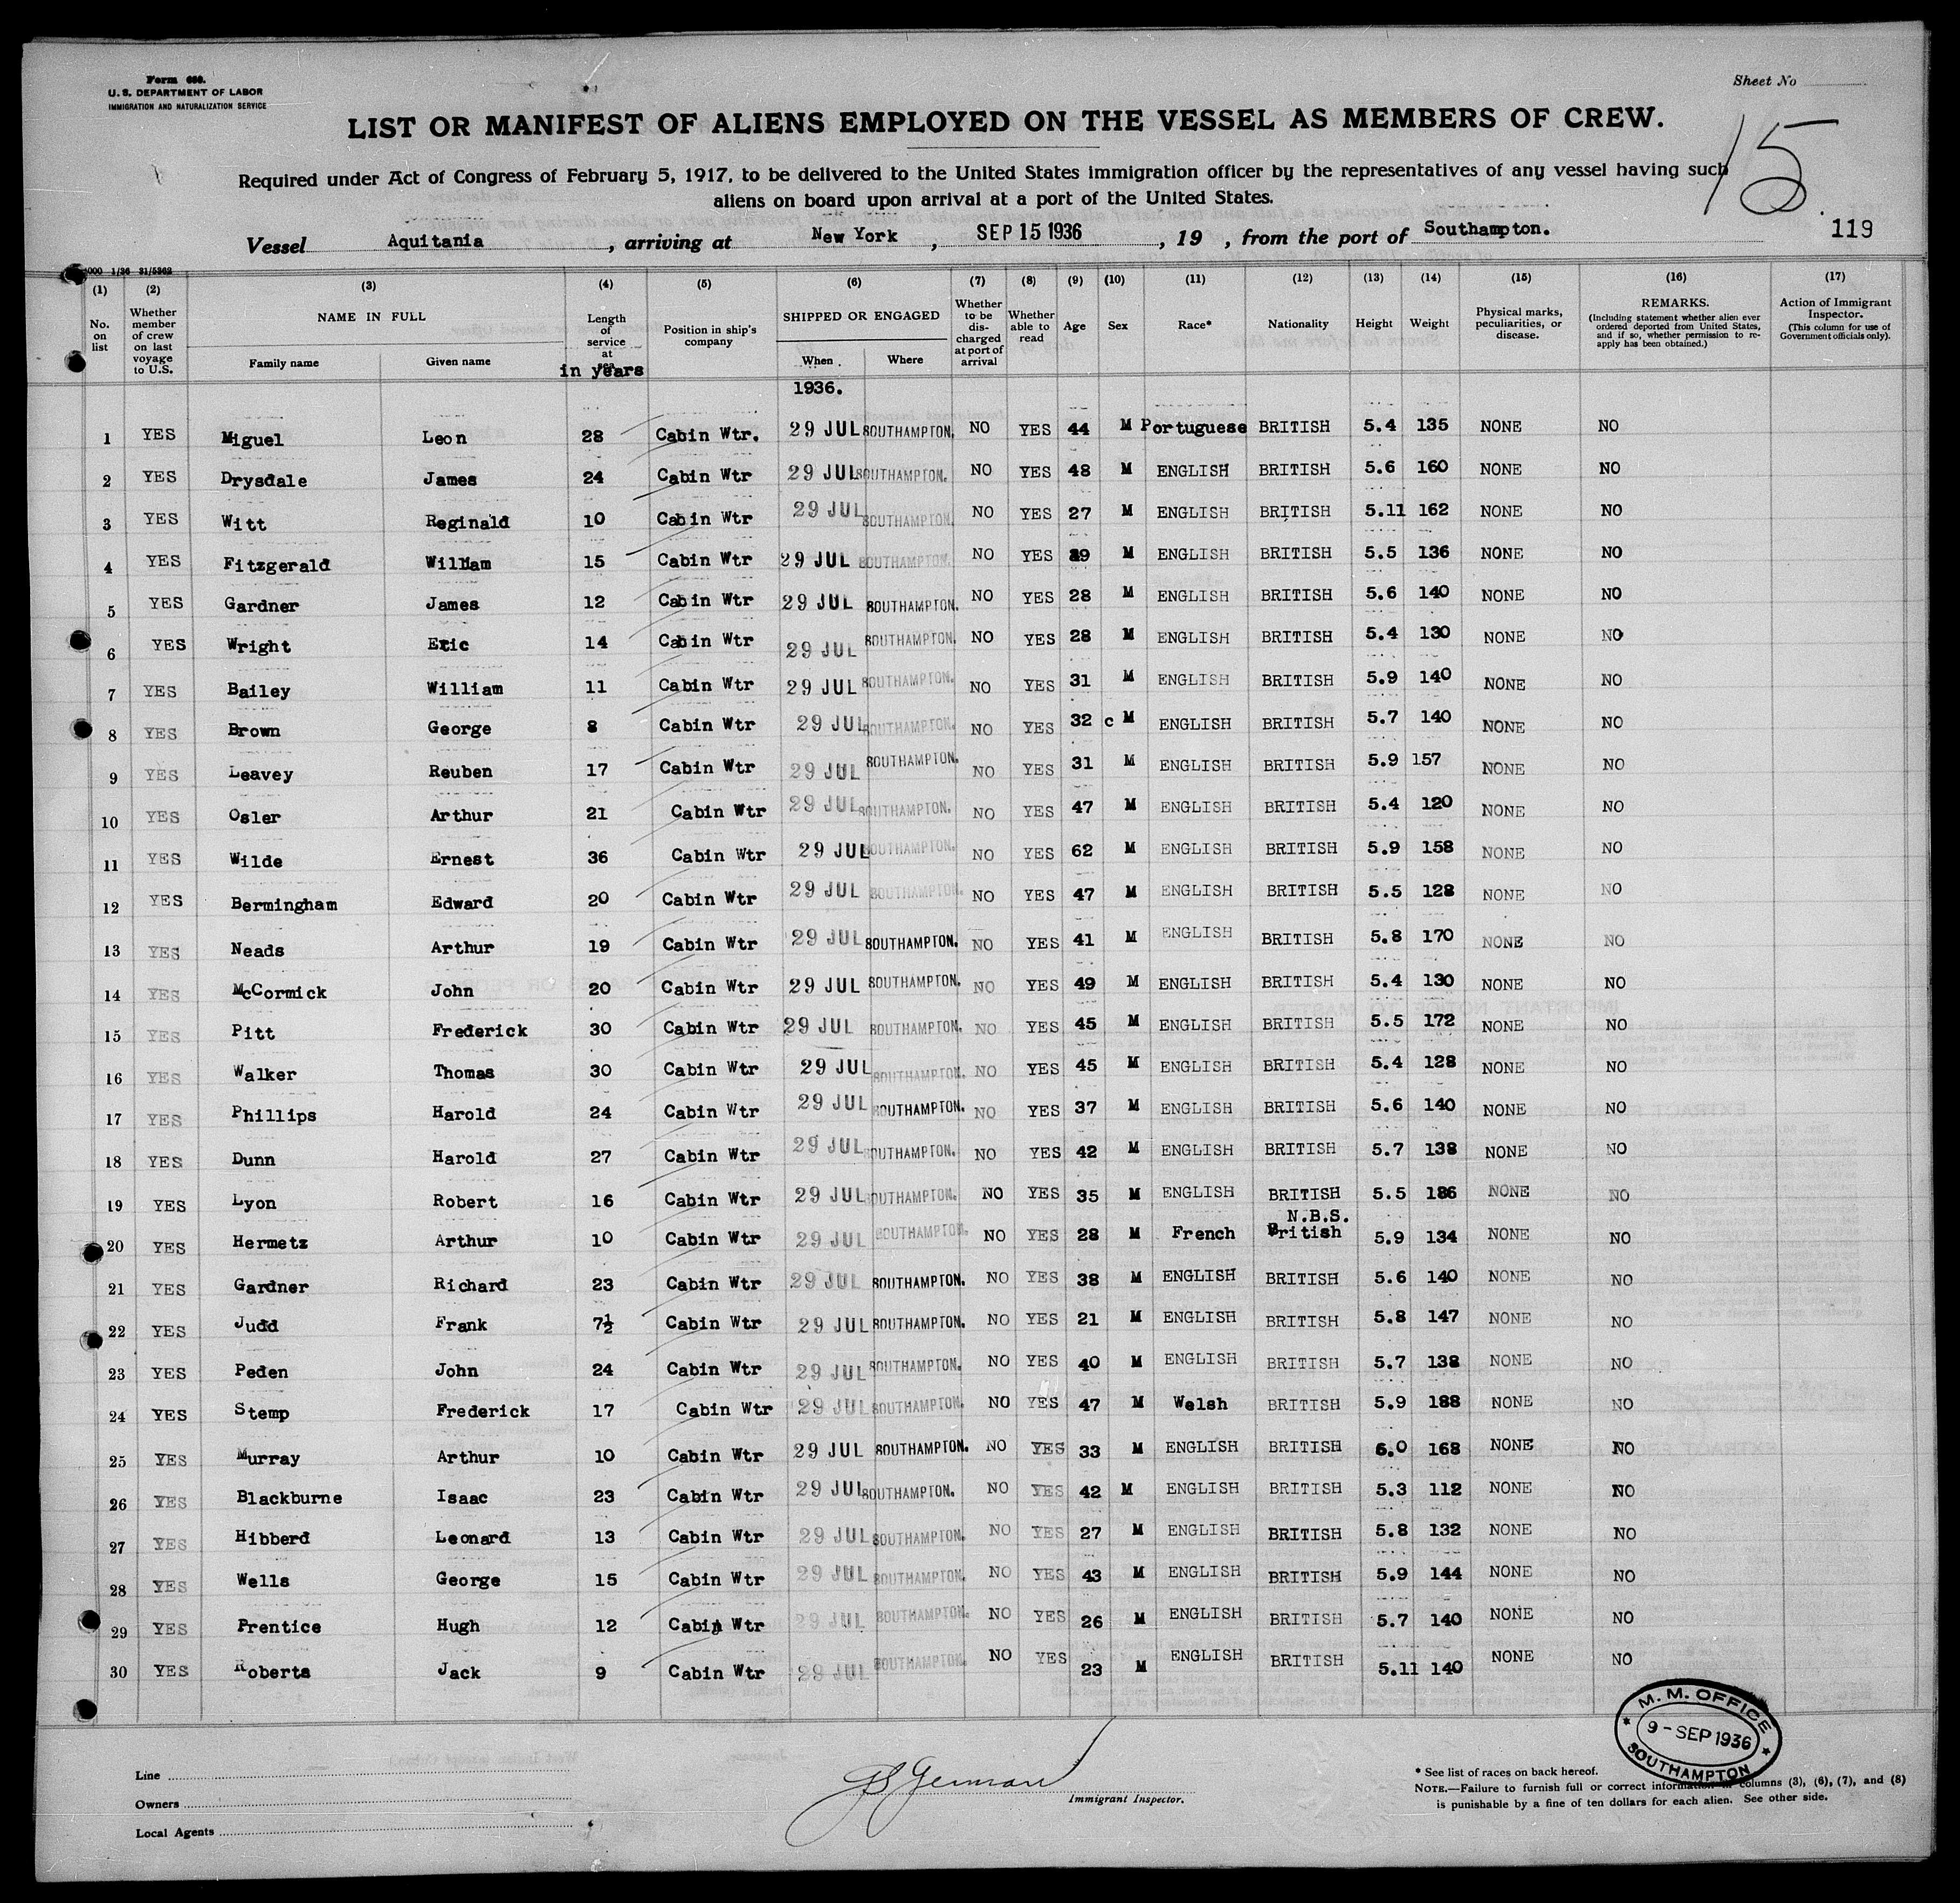 Form 680.
U. S. DEPARTMENT OF LABOR
IMMIGRATION AND NATURALIZATION SERVICE
Sheet No
LIST OR MANIFEST OF ALIENS EMPLOYED ON THE VESSEL AS MEMBERS OF CREW.
15
Required under Act of Congress of February 5, 1917, to be delivered to the United States immigration officer by the representatives of any vessel having such
aliens on board upon arrival at a port of the United States.
119
Vessel Aquitania , arriving at New York , SEP 15 1936 , 19 , from the port of Southampton.
(1) (2) (3) (4) (5) (6) (7) (8) (9) (10) (11) (12) (13) (14) (15) (16) (17)
No. on list
Whether member of crew on last voyage to U.S.
NAME IN FULL
Family name Given name
Length of service at sea
in years
Position in ship's company
SHIPPED OR ENGAGED
When Where
Whether to be discharged at port of arrival
Whether able to read
Age
Sex
Race*
Nationality
Height
Weight
Physical marks, peculiarities, or disease.
REMARKS.
(Including statement whether alien ever ordered deported from United States, and if so, whether permission to re-apply has been obtained.)
Action of Immigrant Inspector.
(This column for use of Government officials only).
1936.
1 YES Miguel Leon 28 Cabin Wtr. 29 JUL SOUTHAMPTON. NO YES 44 M Portuguese BRITISH 5.4 135 NONE NO
2 YES Drysdale James 24 Cabin Wtr 29 JUL SOUTHAMPTON. NO YES 48 M ENGLISH BRITISH 5.6 160 NONE NO
3 YES Witt Reginald 10 Cabin Wtr 29 JUL SOUTHAMPTON. NO YES 27 M ENGLISH BRITISH 5.11 162 NONE NO
4 YES Fitzgerald William 15 Cabin Wtr 29 JUL SOUTHAMPTON. NO YES M ENGLISH BRITISH 5.5 136 NONE NO
5 YES Gardner James 12 Cabin Wtr 29 JUL SOUTHAMPTON. NO YES 28 M ENGLISH BRITISH 5.6 140 NONE NO
6 YES Wright Eric 14 Cabin Wtr 29 JUL SOUTHAMPTON. NO YES 28 M ENGLISH BRITISH 5.4 130 NONE NO
7 YES Bailey William 11 Cabin Wtr 29 JUL SOUTHAMPTON. NO YES 31 M ENGLISH BRITISH 5.9 140 NONE NO
8 YES Brown George 8 Cabin Wtr 29 JUL SOUTHAMPTON. NO YES 32 c M ENGLISH BRITISH 5.7 140 NONE NO
9 YES Leavey Reuben 17 Cabin Wtr 29 JUL SOUTHAMPTON. NO YES 31 M ENGLISH BRITISH 5.9 157 NONE NO
10 YES Osler Arthur 21 Cabin Wtr 29 JUL SOUTHAMPTON. NO YES 47 M ENGLISH BRITISH 5.4 120 NONE NO
11 YES Wilde Ernest 36 Cabin Wtr 29 JUL SOUTHAMPTON. NO YES 62 M ENGLISH BRITISH 5.9 158 NONE NO
12 YES Bermingham Edward 20 Cabin Wtr 29 JUL SOUTHAMPTON. NO YES 47 M ENGLISH BRITISH 5.5 128 NONE NO
13 YES Neads Arthur 19 Cabin Wtr 29 JUL SOUTHAMPTON. NO YES 41 M ENGLISH BRITISH 5.8 170 NONE NO
14 YES McCormick John 20 Cabin Wtr 29 JUL SOUTHAMPTON. NO YES 49 M ENGLISH BRITISH 5.4 130 NONE NO
15 YES Pitt Frederick 30 Cabin Wtr 29 JUL SOUTHAMPTON. NO YES 45 M ENGLISH BRITISH 5.5 172 NONE NO
16 YES Walker Thomas 30 Cabin Wtr 29 JUL SOUTHAMPTON. NO YES 45 M ENGLISH BRITISH 5.4 128 NONE NO
17 YES Phillips Harold 24 Cabin Wtr 29 JUL SOUTHAMPTON. NO YES 37 M ENGLISH BRITISH 5.6 140 NONE NO
18 YES Dunn Harold 27 Cabin Wtr 29 JUL SOUTHAMPTON. NO YES 42 M ENGLISH BRITISH 5.7 138 NONE NO
19 YES Lyon Robert 16 Cabin Wtr 29 JUL SOUTHAMPTON. NO YES 35 M ENGLISH BRITISH 5.5 186 NONE NO
20 YES Hermetz Arthur 10 Cabin Wtr 29 JUL SOUTHAMPTON. NO YES 28 M French N.B.S. British 5.9 134 NONE NO
21 YES Gardner Richard 23 Cabin Wtr 29 JUL SOUTHAMPTON. NO YES 38 M ENGLISH BRITISH 5.6 140 NONE NO
22 YES Judd Frank 7½ Cabin Wtr 29 JUL SOUTHAMPTON. NO YES 21 M ENGLISH BRITISH 5.8 147 NONE NO
23 YES Peden John 24 Cabin Wtr 29 JUL SOUTHAMPTON. NO YES 40 M ENGLISH BRITISH 5.7 138 NONE NO
24 YES Stemp Frederick 17 Cabin Wtr 29 JUL SOUTHAMPTON. NO YES 47 M Welsh BRITISH 5.9 188 NONE NO
25 YES Murray Arthur 10 Cabin Wtr 29 JUL SOUTHAMPTON. NO YES 33 M ENGLISH BRITISH 6.0 168 NONE NO
26 YES Blackburne Isaac 23 Cabin Wtr 29 JUL SOUTHAMPTON. NO YES 42 M ENGLISH BRITISH 5.3 112 NONE NO
27 YES Hibberd Leonard 13 Cabin Wtr 29 JUL SOUTHAMPTON. NO YES 27 M ENGLISH BRITISH 5.8 132 NONE NO
28 YES Wells George 15 Cabin Wtr 29 JUL SOUTHAMPTON. NO YES 43 M ENGLISH BRITISH 5.9 144 NONE NO
29 YES Prentice Hugh 12 Cabin Wtr 29 JUL SOUTHAMPTON. NO YES 26 M ENGLISH BRITISH 5.7 140 NONE NO
30 YES Roberts Jack 9 Cabin Wtr 29 JUL SOUTHAMPTON. NO YES 23 M ENGLISH BRITISH 5.11 140 NONE NO
M. M. OFFICE
9 - SEP 1936
SOUTHAMPTON
Line
Owners
Local Agents
Immigrant Inspector.
* See list of races on back hereof.
NOTE.—Failure to furnish full or correct information in columns (3), (6), (7), and (8)
is punishable by a fine of ten dollars for each alien. See other side.